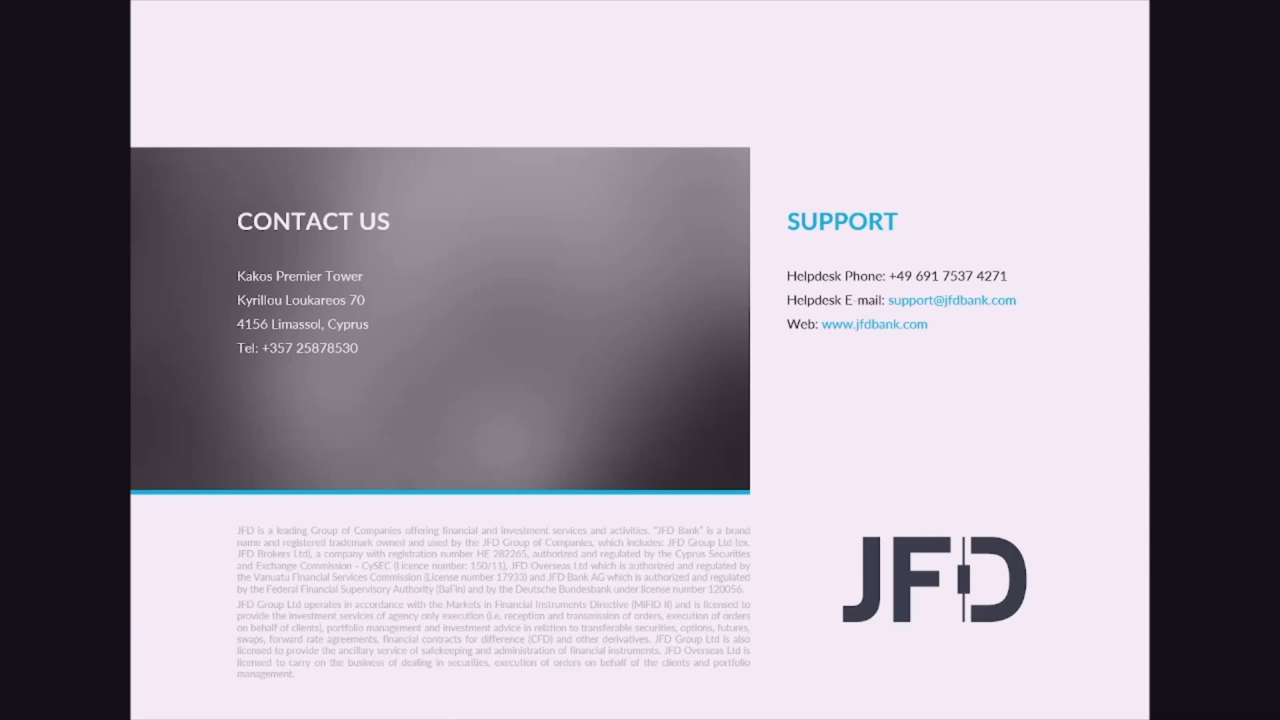 CONTACT US
Kakos Premier Tower
Kyrillou Loukareos 70
4156 Limassol, Cyprus
Tel: +357 25878530
SUPPORT
Helpdesk Phone: +49 691 7537 4271
Helpdesk E-mail: support@jfdbank.com
Web: www.jfdbank.com
JFD is a leading Group of Companies offering financial and investment services and activities. "JFD Bank" is a brand
name and registered trademark owned and used by the JFD Group of Companies, which includes: JFD Group Ltd (ex.
JFD Brokers Ltd), a company with registration number HE 282265, authorized and regulated by the Cyprus Securities
and Exchange Commission - CySEC (Licence number: 150/11), JFD Overseas Ltd which is authorized and regulated by
the Vanuatu Financial Services Commission (License number 17933) and JFD Bank AG which is authorized and regulated
by the Federal Financial Supervisory Authority (BaFin) and by the Deutsche Bundesbank under license number 120056.
JFD Group Ltd operates in accordance with the Markets in Financial Instruments Directive (MiFID II) and is licensed to
provide the investment services of agency only execution (i.e. reception and transmission of orders, execution of orders
on behalf of clients), portfolio management and investment advice in relation to transferable securities, options, futures,
swaps, forward rate agreements, financial contracts for difference (CFD) and other derivatives. JFD Group Ltd is also
licensed to provide the ancillary service of safekeeping and administration of financial instruments. JFD Overseas Ltd is
licensed to carry on the business of dealing in securities, execution of orders on behalf of the clients and portfolio
management.
JFD